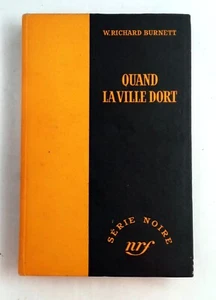 W. RICHARD BURNETT
QUAND
LA VILLE DORT
SÉRIE NOIRE
nrf